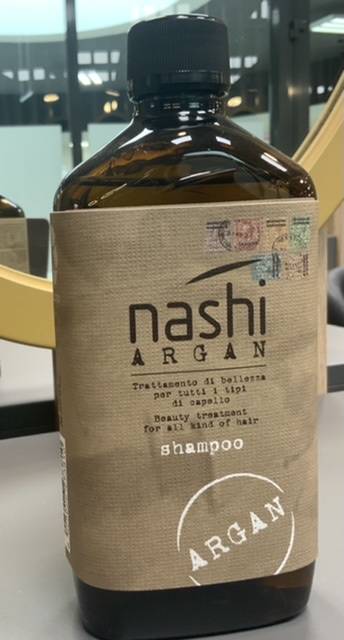 nashi
ARGAN
Trattamento di bellezza
per tutti i tipi
di capello
Beauty treatment
for all kind of hair
shampoo
ARGAN